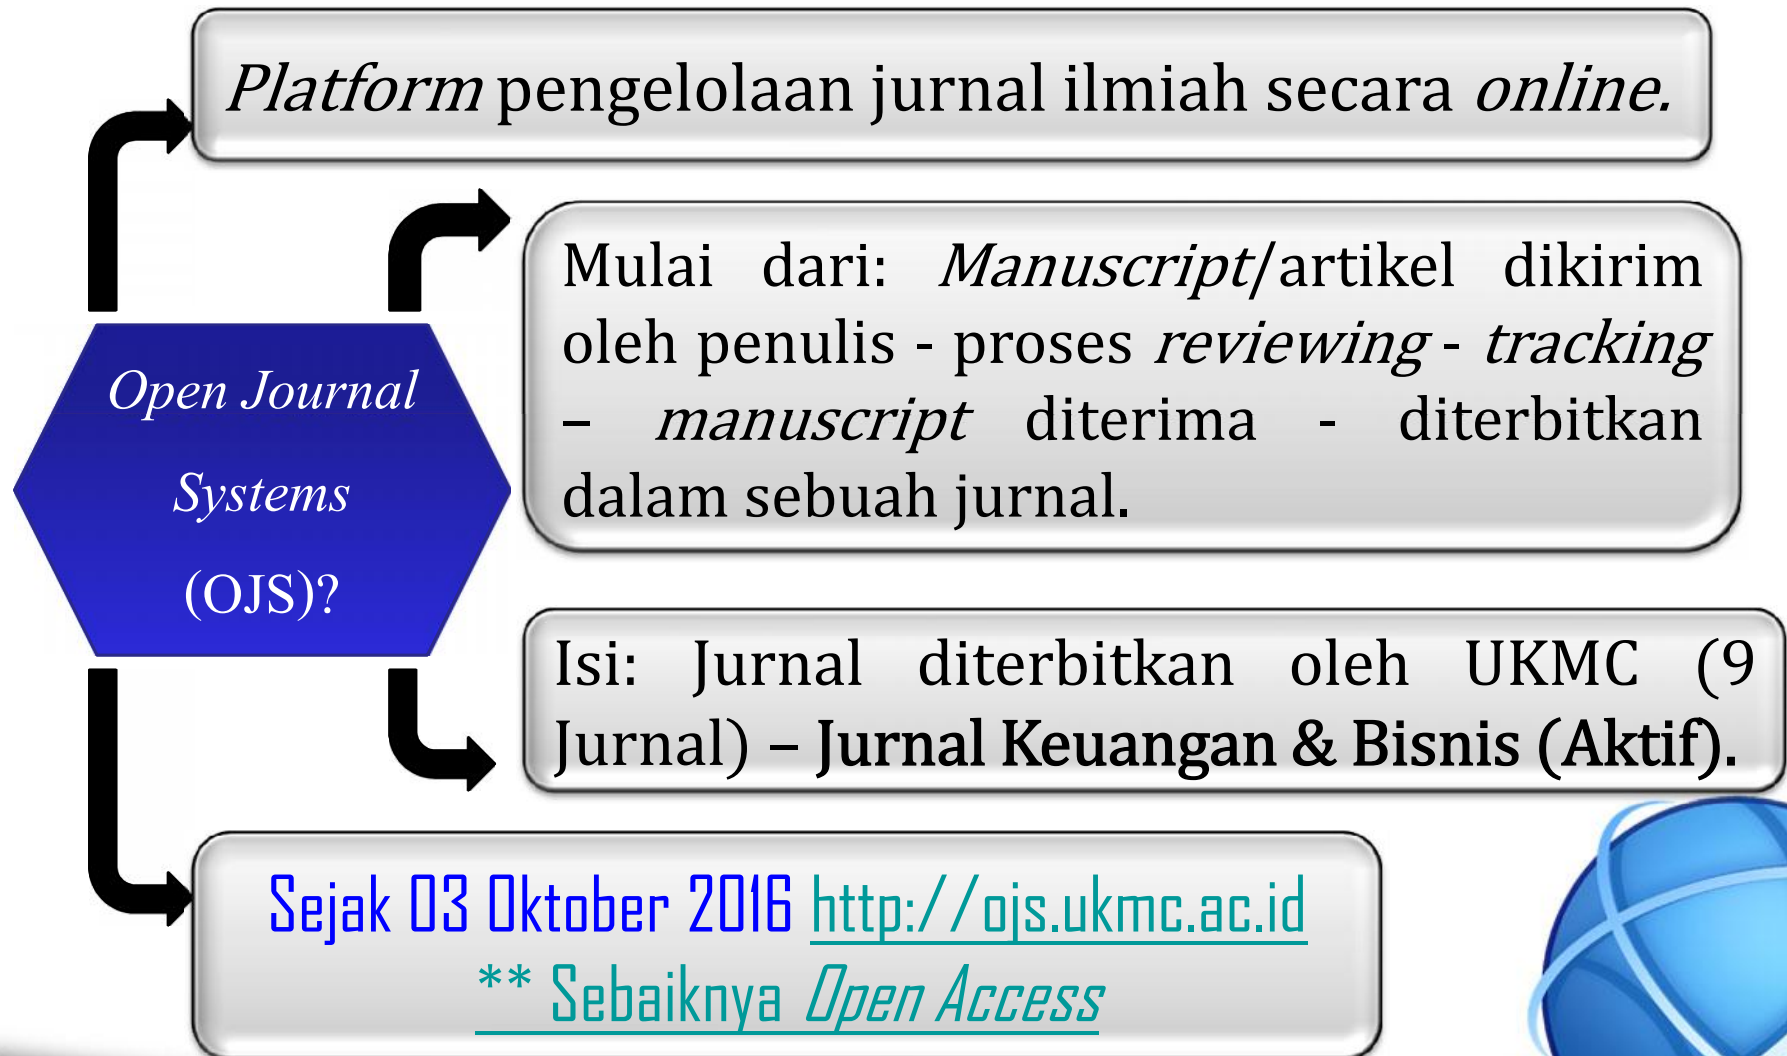 Platform pengelolaan jurnal ilmiah secara online.
Mulai dari: Manuscript/artikel dikirim
oleh penulis - proses reviewing - tracking
– manuscript diterima - diterbitkan
dalam sebuah jurnal.
Open Journal
Systems
(OJS)?
Isi: Jurnal diterbitkan oleh UKMC (9
Jurnal) – Jurnal Keuangan & Bisnis (Aktif).
Sejak 03 Oktober 2016 http://ojs.ukmc.ac.id
** Sebaiknya Open Access